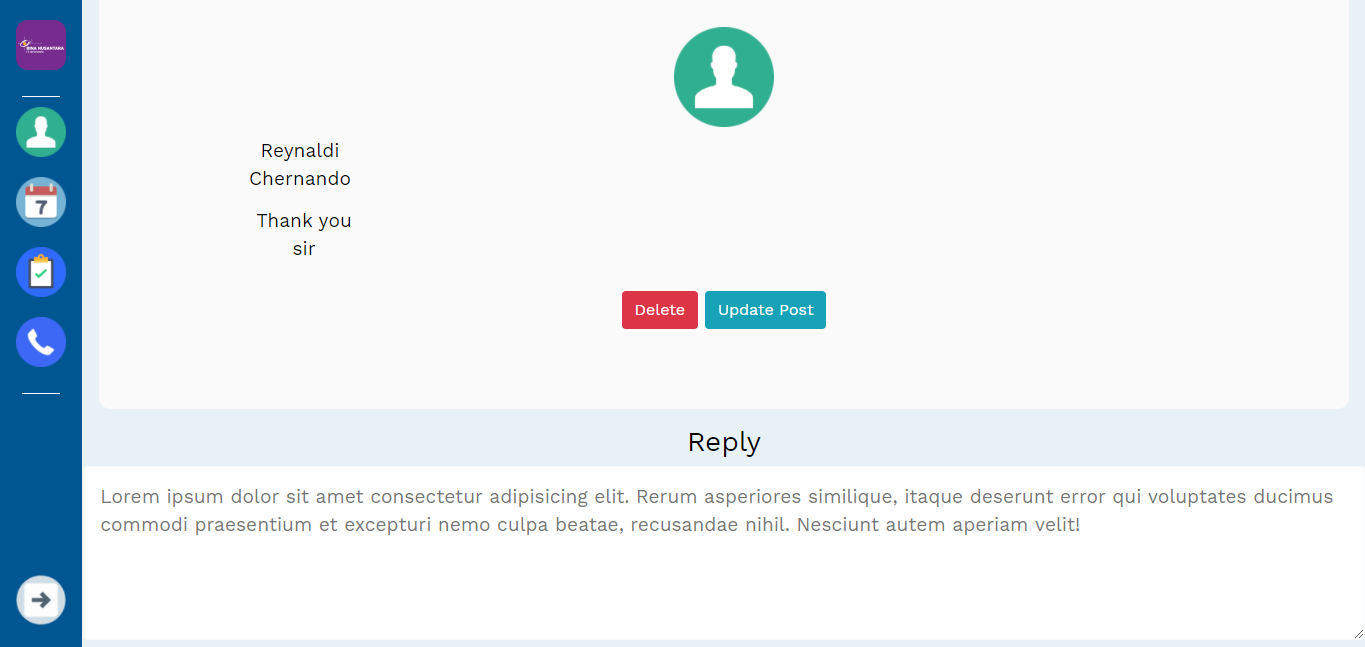 BINA NUSANTARA
7
Reynaldi
Chernando
Thank you
sir
Delete Update Post
Reply
Lorem ipsum dolor sit amet consectetur adipisicing elit. Rerum asperiores similique, itaque deserunt error qui voluptates ducimus
commodi praesentium et excepturi nemo culpa beatae, recusandae nihil. Nesciunt autem aperiam velit!